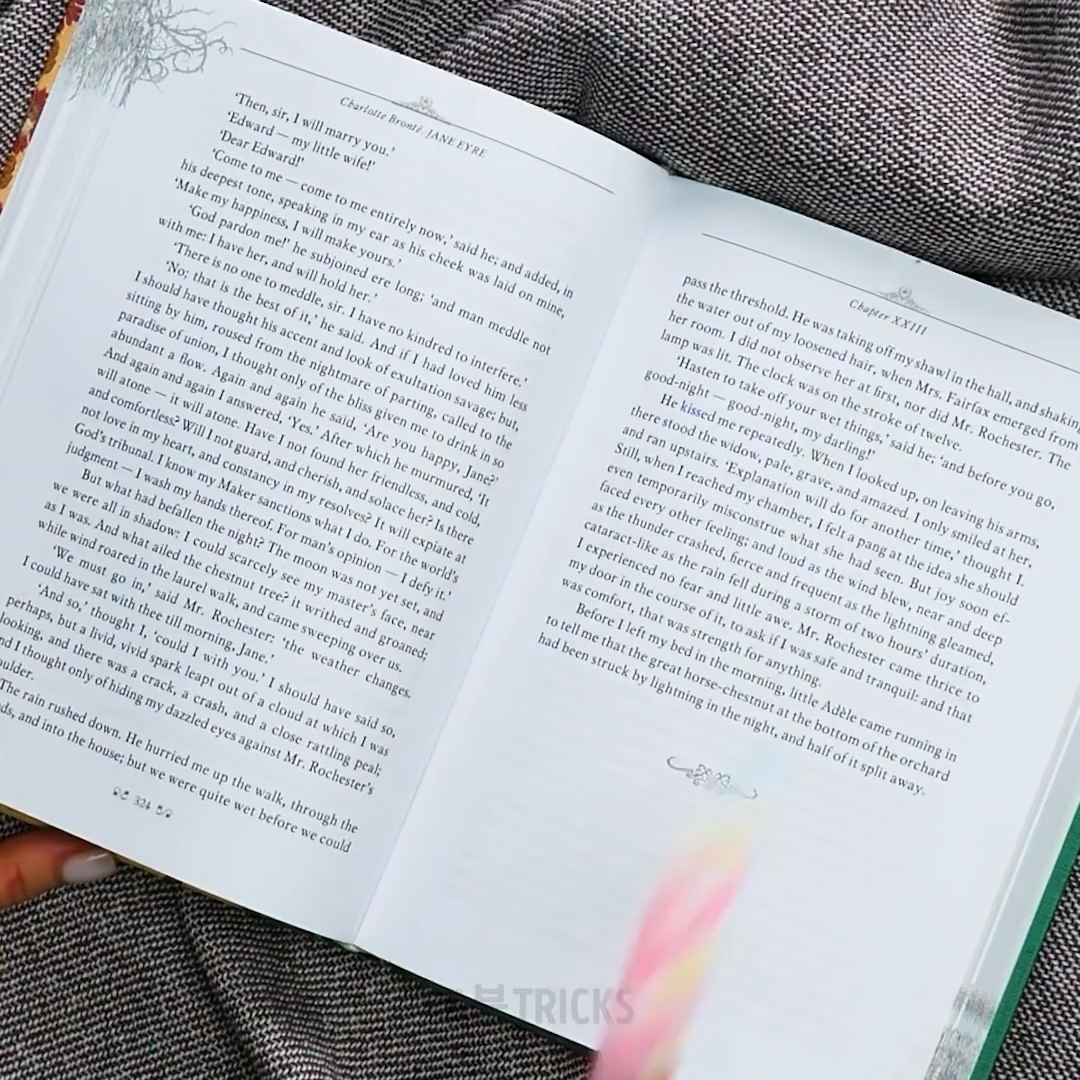 Charlotte Brontë. JANE EYRE
'Then, sir, I will marry you.'
'Edward — my little wife!'
'Dear Edward!'
'Come to me — come to me entirely now,' said he; and added, in
his deepest tone, speaking in my ear as his cheek was laid on mine,
'Make my happiness, I will make yours.'
'God pardon me!' he subjoined ere long; 'and man meddle not
with me: I have her, and will hold her.'
'There is no one to meddle, sir. I have no kindred to interfere.'
'No; that is the best of it,' he said. And if I had loved him less
I should have thought his accent and look of exultation savage; but,
sitting by him, roused from the nightmare of parting, called to the
paradise of union, I thought only of the bliss given me to drink in so
abundant a flow. Again and again he said, 'Are you happy, Jane?'
And again and again I answered, 'Yes.' After which he murmured, 'It
will atone — it will atone. Have I not found her friendless, and cold,
and comfortless? Will I not guard, and cherish, and solace her? Is there
not love in my heart, and constancy in my resolves? It will expiate at
God's tribunal. I know my Maker sanctions what I do. For the world's
judgment — I wash my hands thereof. For man's opinion — I defy it.'
But what had befallen the night? The moon was not yet set, and
we were all in shadow: I could scarcely see my master's face, near
as I was. And what ailed the chestnut tree? it writhed and groaned;
while wind roared in the laurel walk, and came sweeping over us.
'We must go in,' said Mr. Rochester: 'the weather changes.
I could have sat with thee till morning, Jane.'
'And so,' thought I, 'could I with you.' I should have said so,
perhaps, but a livid, vivid spark leapt out of a cloud at which I was
looking, and there was a crack, a crash, and a close rattling peal;
nd I thought only of hiding my dazzled eyes against Mr. Rochester's
oulder.
The rain rushed down. He hurried me up the walk, through the
ds, and into the house; but we were quite wet before we could
324
Chapter XXIII
pass the threshold. He was taking off my shawl in the hall, and shaking
the water out of my loosened hair, when Mrs. Fairfax emerged from
her room. I did not observe her at first, nor did Mr. Rochester. The
lamp was lit. The clock was on the stroke of twelve.
'Hasten to take off your wet things,' said he; 'and before you go,
good-night — good-night, my darling!'
He kissed me repeatedly. When I looked up, on leaving his arms,
there stood the widow, pale, grave, and amazed. I only smiled at her,
and ran upstairs. 'Explanation will do for another time,' thought I.
Still, when I reached my chamber, I felt a pang at the idea she should
even temporarily misconstrue what she had seen. But joy soon ef-
faced every other feeling; and loud as the wind blew, near and deep
as the thunder crashed, fierce and frequent as the lightning gleamed,
cataract-like as the rain fell during a storm of two hours' duration,
I experienced no fear and little awe. Mr. Rochester came thrice to
my door in the course of it, to ask if I was safe and tranquil: and that
was comfort, that was strength for anything.
Before I left my bed in the morning, little Adèle came running in
to tell me that the great horse-chestnut at the bottom of the orchard
had been struck by lightning in the night, and half of it split away.
TRICKS